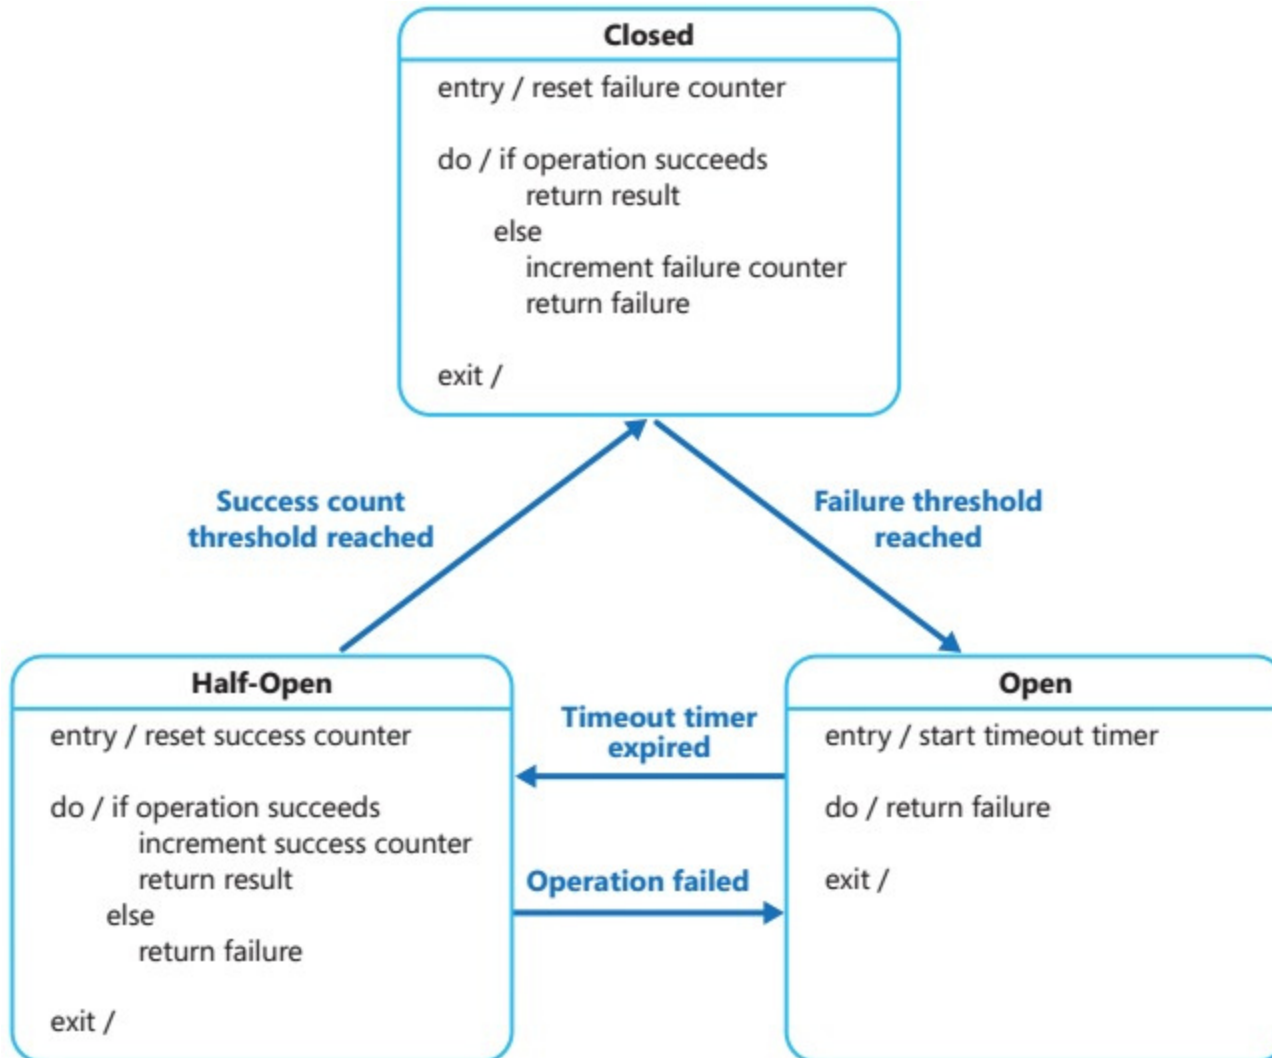 Closed
entry / reset failure counter
do / if operation succeeds
return result
else
increment failure counter
return failure
exit /
Success count
threshold reached
Failure threshold
reached
Half-Open
entry / reset success counter
do / if operation succeeds
increment success counter
return result
else
return failure
exit /
Timeout timer
expired
Operation failed
Open
entry / start timeout timer
do / return failure
exit /